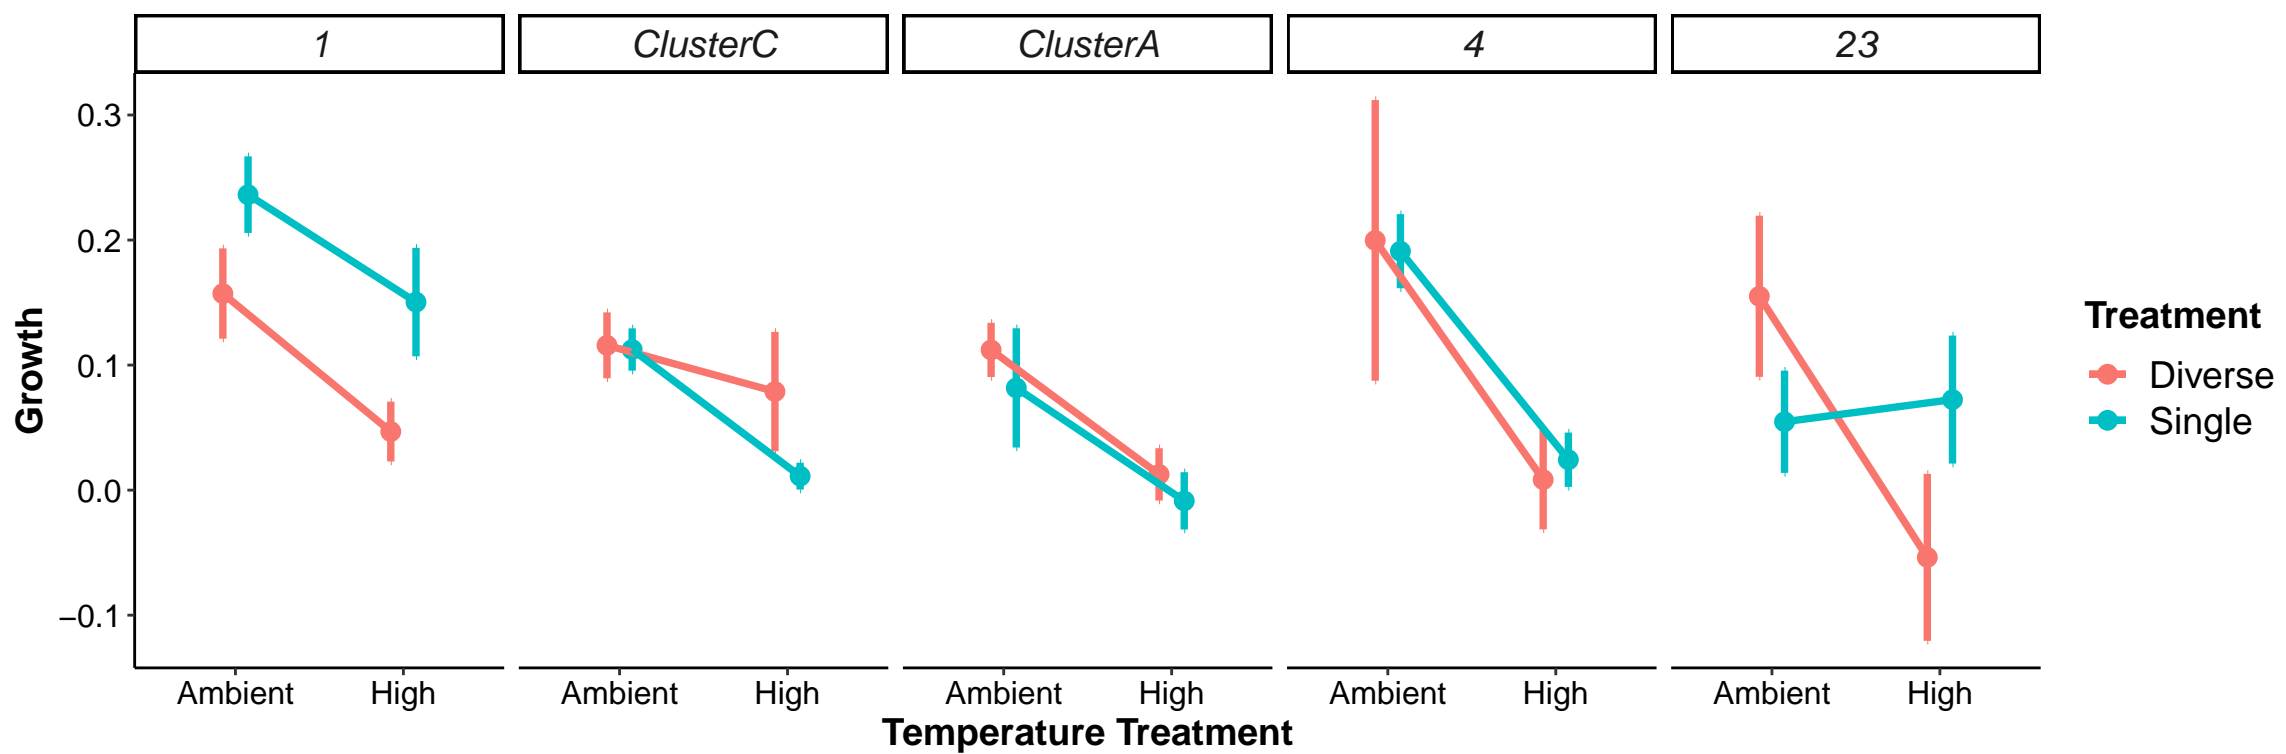 1 ClusterC ClusterA 4 23
0.3
0.2
0.1
0.0
−0.1
Growth
Ambient High Ambient High Ambient High Ambient High Ambient High
Temperature Treatment
Treatment
Diverse
Single